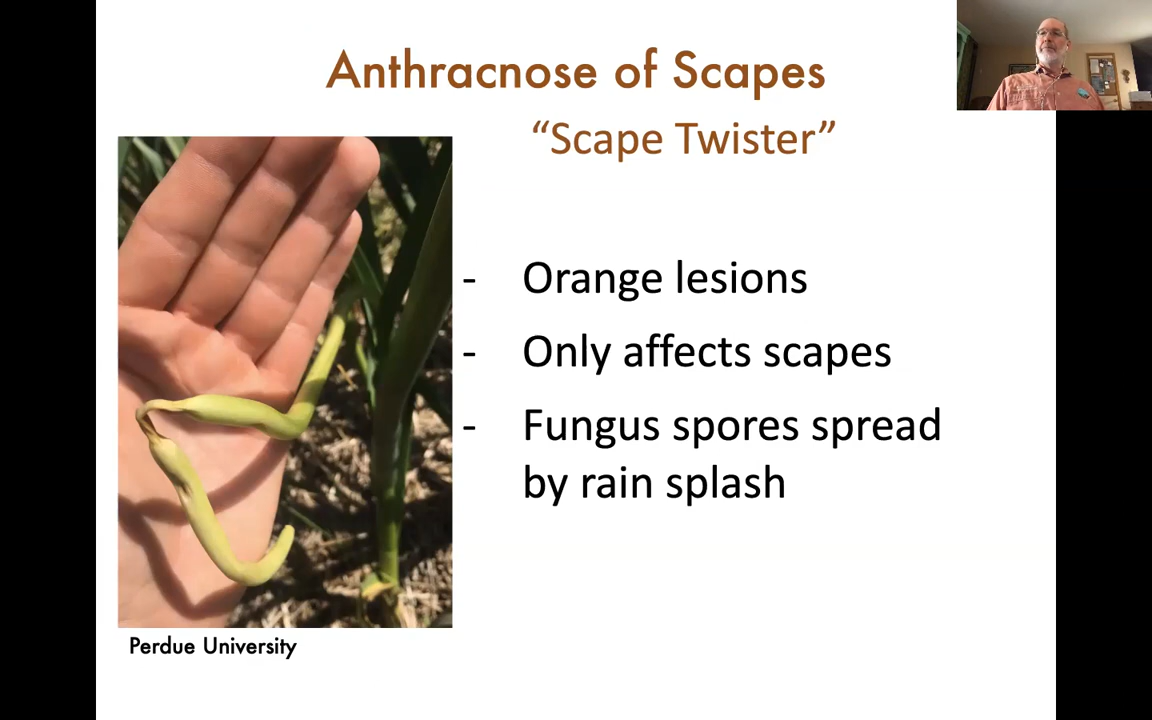 Anthracnose of Scapes
“Scape Twister”
- Orange lesions
- Only affects scapes
- Fungus spores spread
by rain splash
Perdue University